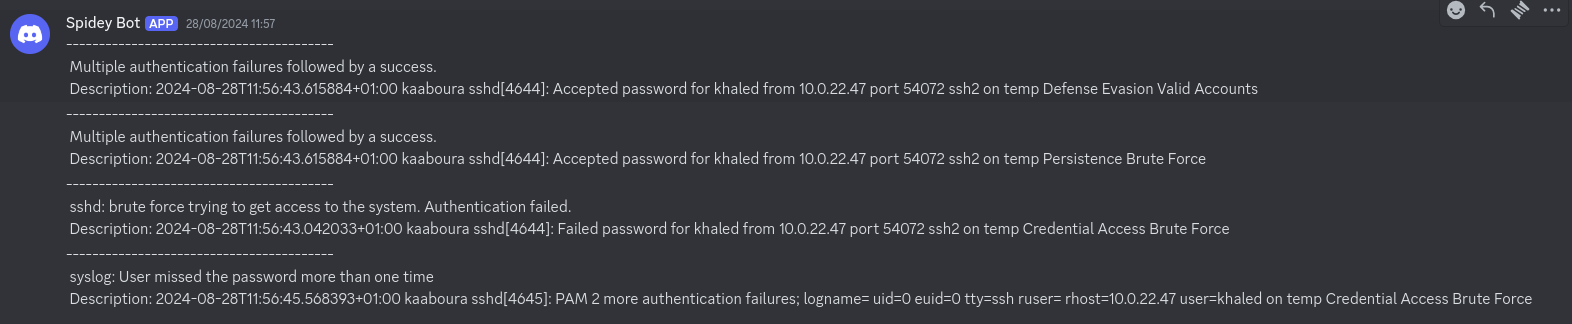 Spidey Bot APP 28/08/2024 11:57
-----------------------------------------
Multiple authentication failures followed by a success.
Description: 2024-08-28T11:56:43.615884+01:00 kaaboura sshd[4644]: Accepted password for khaled from 10.0.22.47 port 54072 ssh2 on temp Defense Evasion Valid Accounts
-----------------------------------------
Multiple authentication failures followed by a success.
Description: 2024-08-28T11:56:43.615884+01:00 kaaboura sshd[4644]: Accepted password for khaled from 10.0.22.47 port 54072 ssh2 on temp Persistence Brute Force
-----------------------------------------
sshd: brute force trying to get access to the system. Authentication failed.
Description: 2024-08-28T11:56:43.042033+01:00 kaaboura sshd[4644]: Failed password for khaled from 10.0.22.47 port 54072 ssh2 on temp Credential Access Brute Force
-----------------------------------------
syslog: User missed the password more than one time
Description: 2024-08-28T11:56:45.568393+01:00 kaaboura sshd[4645]: PAM 2 more authentication failures; logname= uid=0 euid=0 tty=ssh ruser= rhost=10.0.22.47 user=khaled on temp Credential Access Brute Force